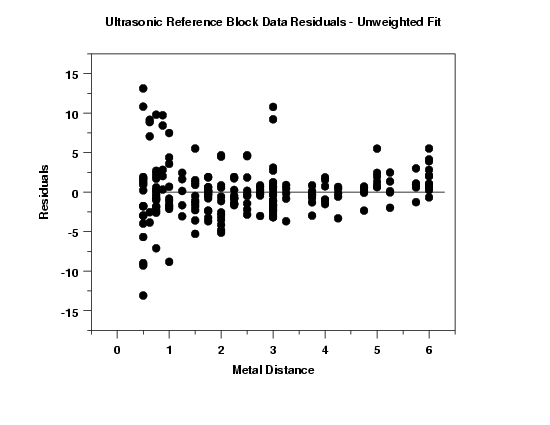 Ultrasonic Reference Block Data Residuals - Unweighted Fit
15
10
5
0
-5
-10
-15
Residuals
0 1 2 3 4 5 6
Metal Distance